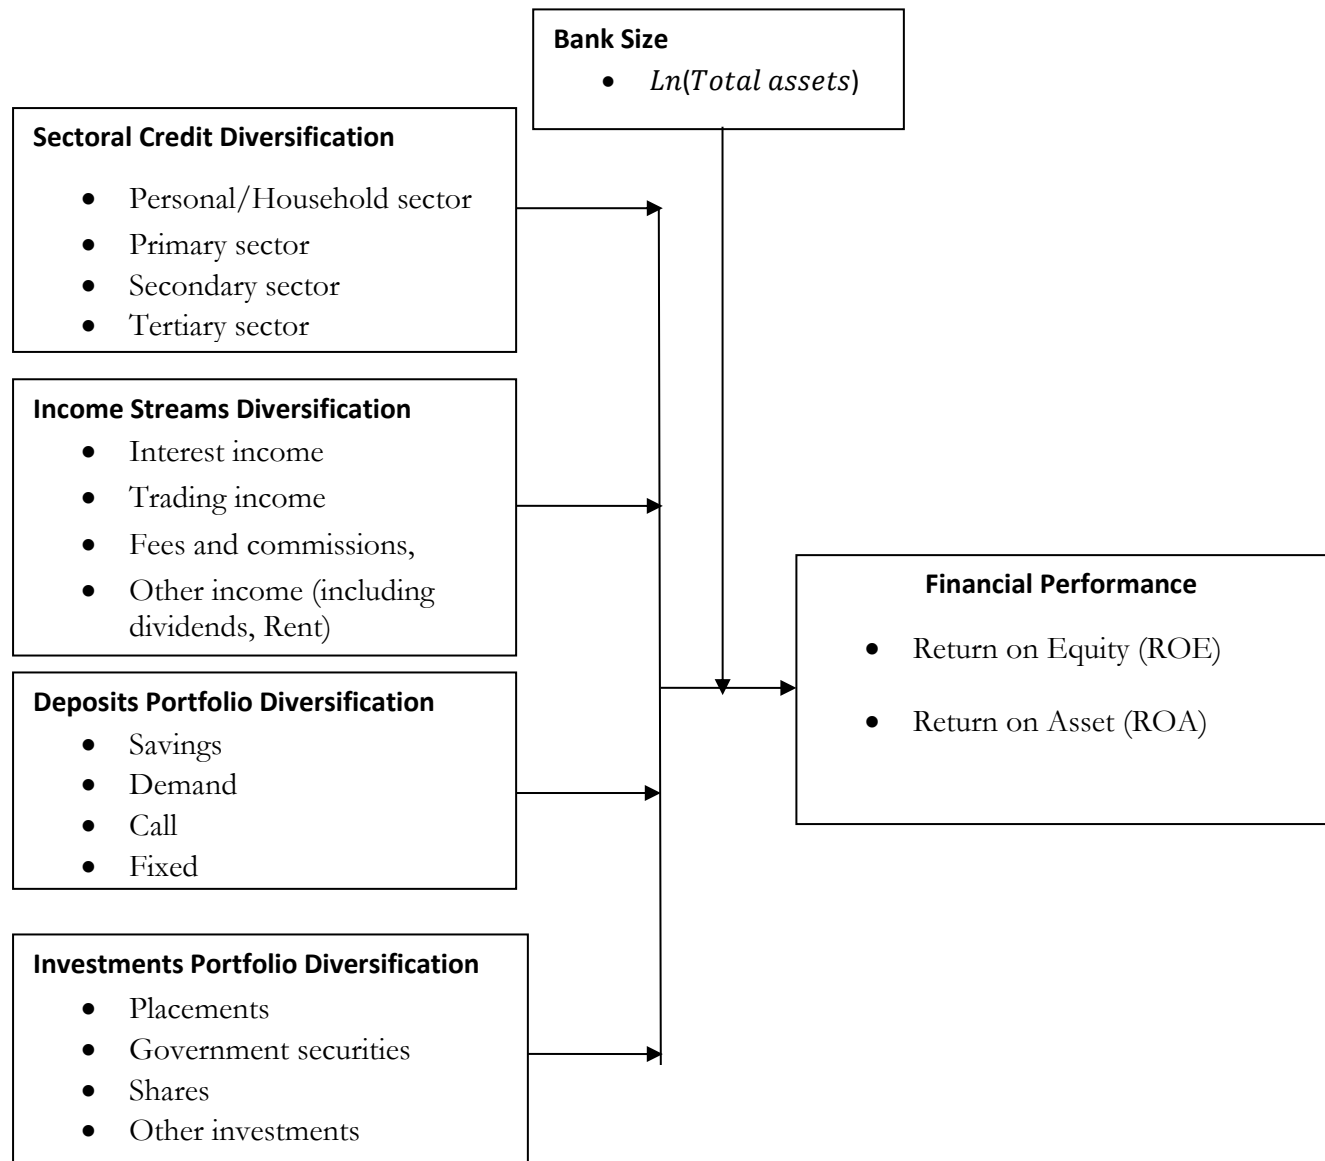 Bank Size
• Ln(Total assets)
Sectoral Credit Diversification
• Personal/Household sector
• Primary sector
• Secondary sector
• Tertiary sector
Income Streams Diversification
• Interest income
• Trading income
• Fees and commissions,
• Other income (including
dividends, Rent)
Deposits Portfolio Diversification
• Savings
• Demand
• Call
• Fixed
Investments Portfolio Diversification
• Placements
• Government securities
• Shares
• Other investments
Financial Performance
• Return on Equity (ROE)
• Return on Asset (ROA)